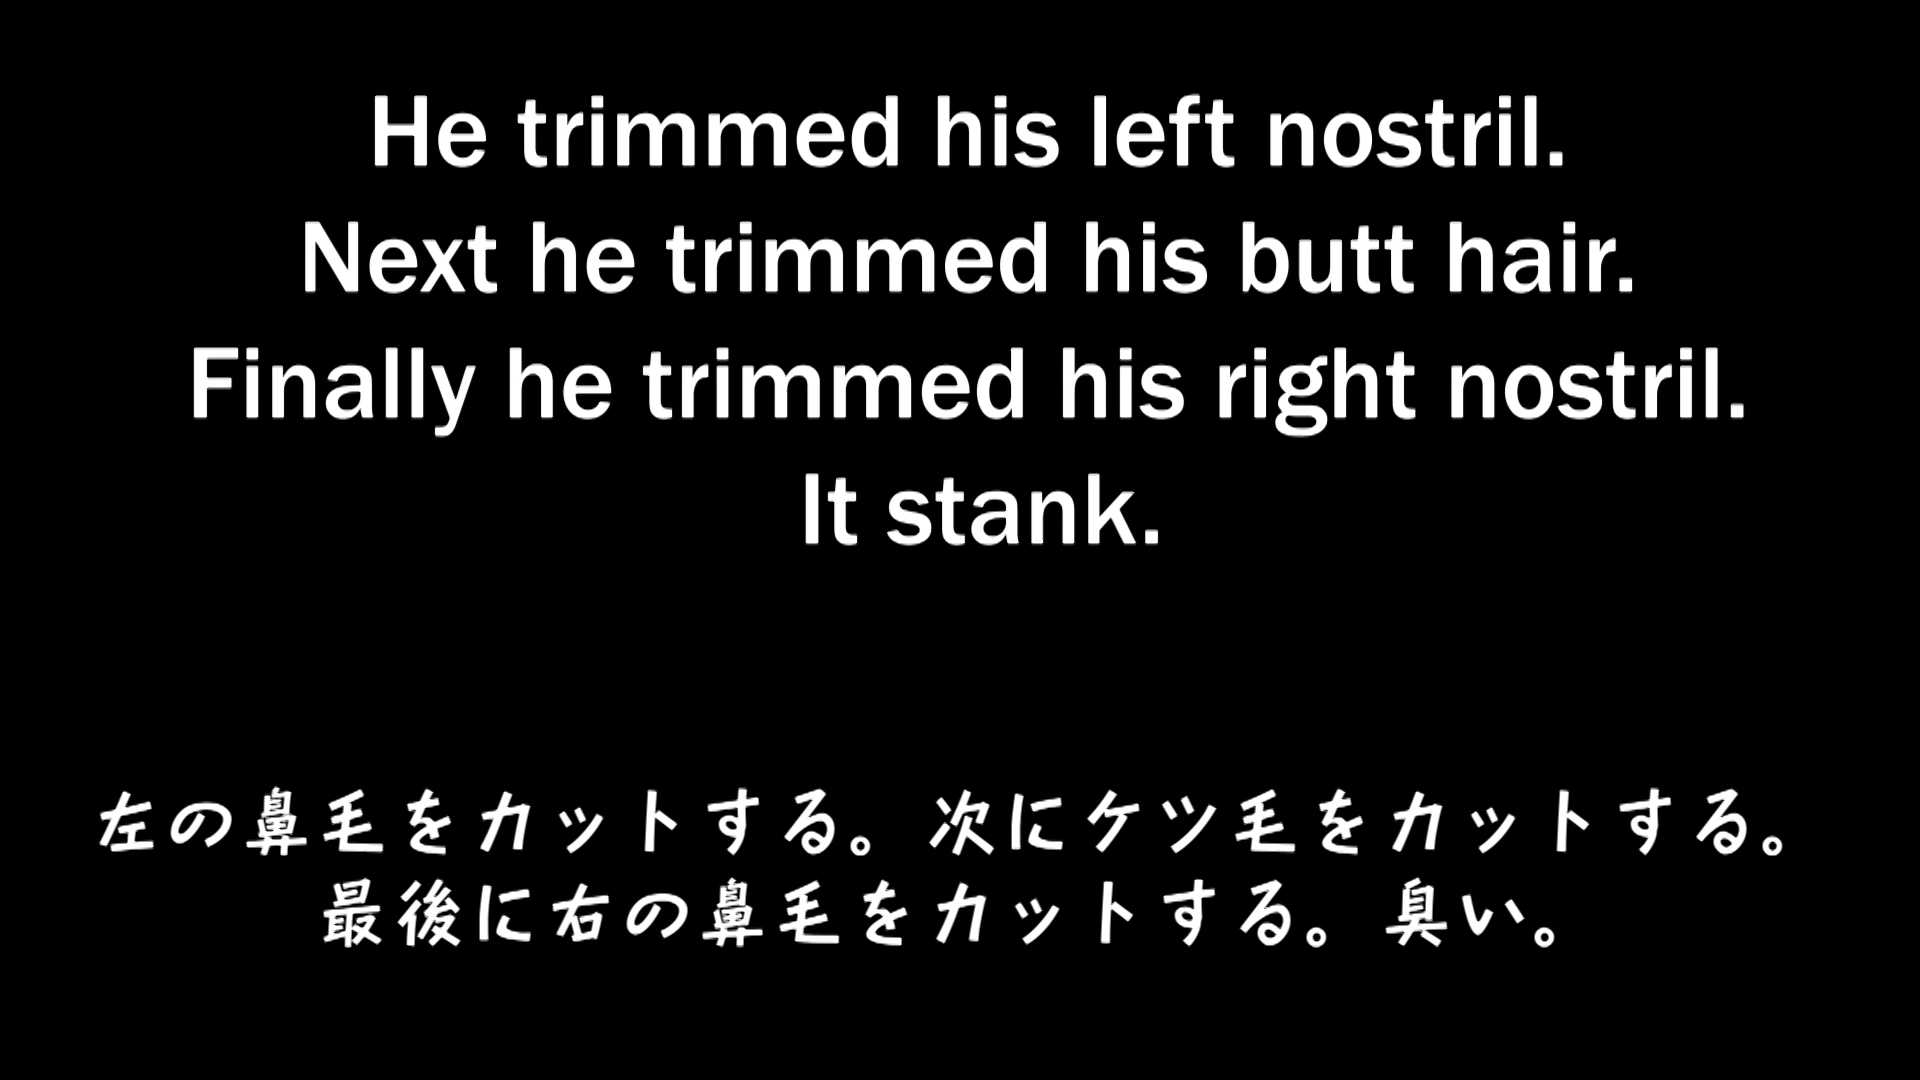 He trimmed his left nostril.
Next he trimmed his butt hair.
Finally he trimmed his right nostril.
It stank.
左の鼻毛をカットする。次にケツ毛をカットする。
最後に右の鼻毛をカットする。臭い。